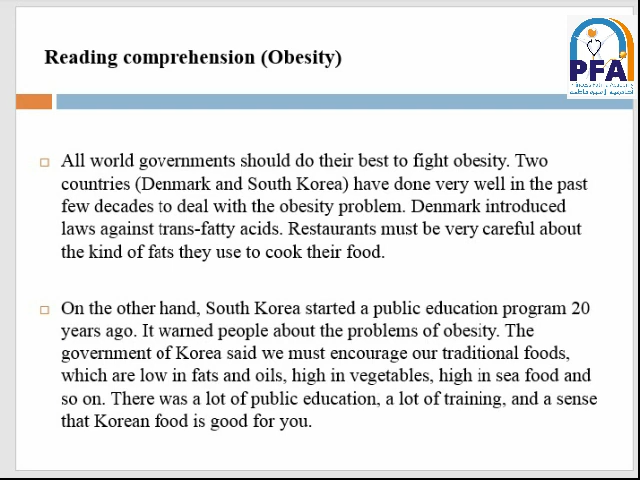 Reading comprehension (Obesity)
PFA
All world governments should do their best to fight obesity. Two
countries (Denmark and South Korea) have done very well in the past
few decades to deal with the obesity problem. Denmark introduced
laws against trans-fatty acids. Restaurants must be very careful about
the kind of fats they use to cook their food.
On the other hand, South Korea started a public education program 20
years ago. It warned people about the problems of obesity. The
government of Korea said we must encourage our traditional foods,
which are low in fats and oils, high in vegetables, high in sea food and
so on. There was a lot of public education, a lot of training, and a sense
that Korean food is good for you.